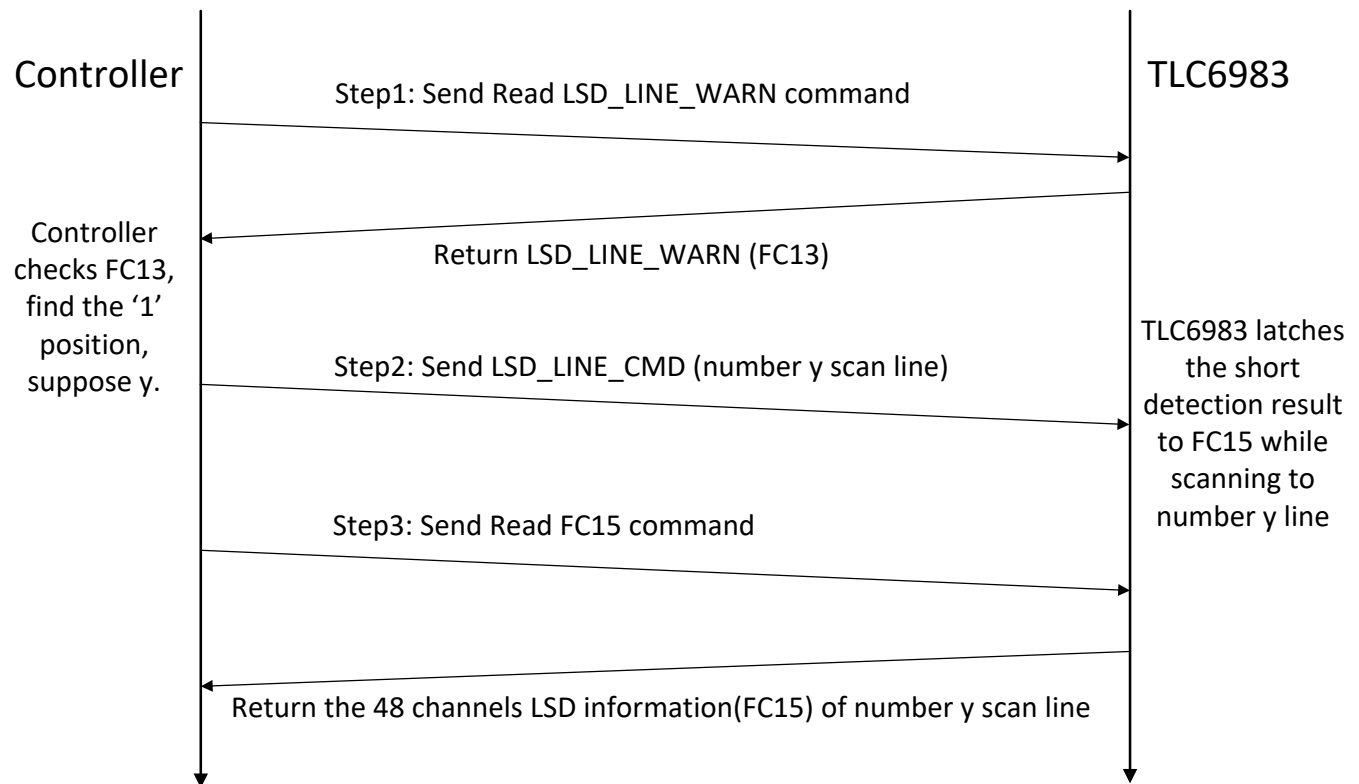 Controller
TLC6983
Step1: Send Read LSD_LINE_WARN command
Return LSD_LINE_WARN (FC13)
Controller
checks FC13,
find the ‘1’
position,
suppose y.
Step2: Send LSD_LINE_CMD (number y scan line)
TLC6983 latches
the short
detection result
to FC15 while
scanning to
number y line
Step3: Send Read FC15 command
Return the 48 channels LSD information(FC15) of number y scan line